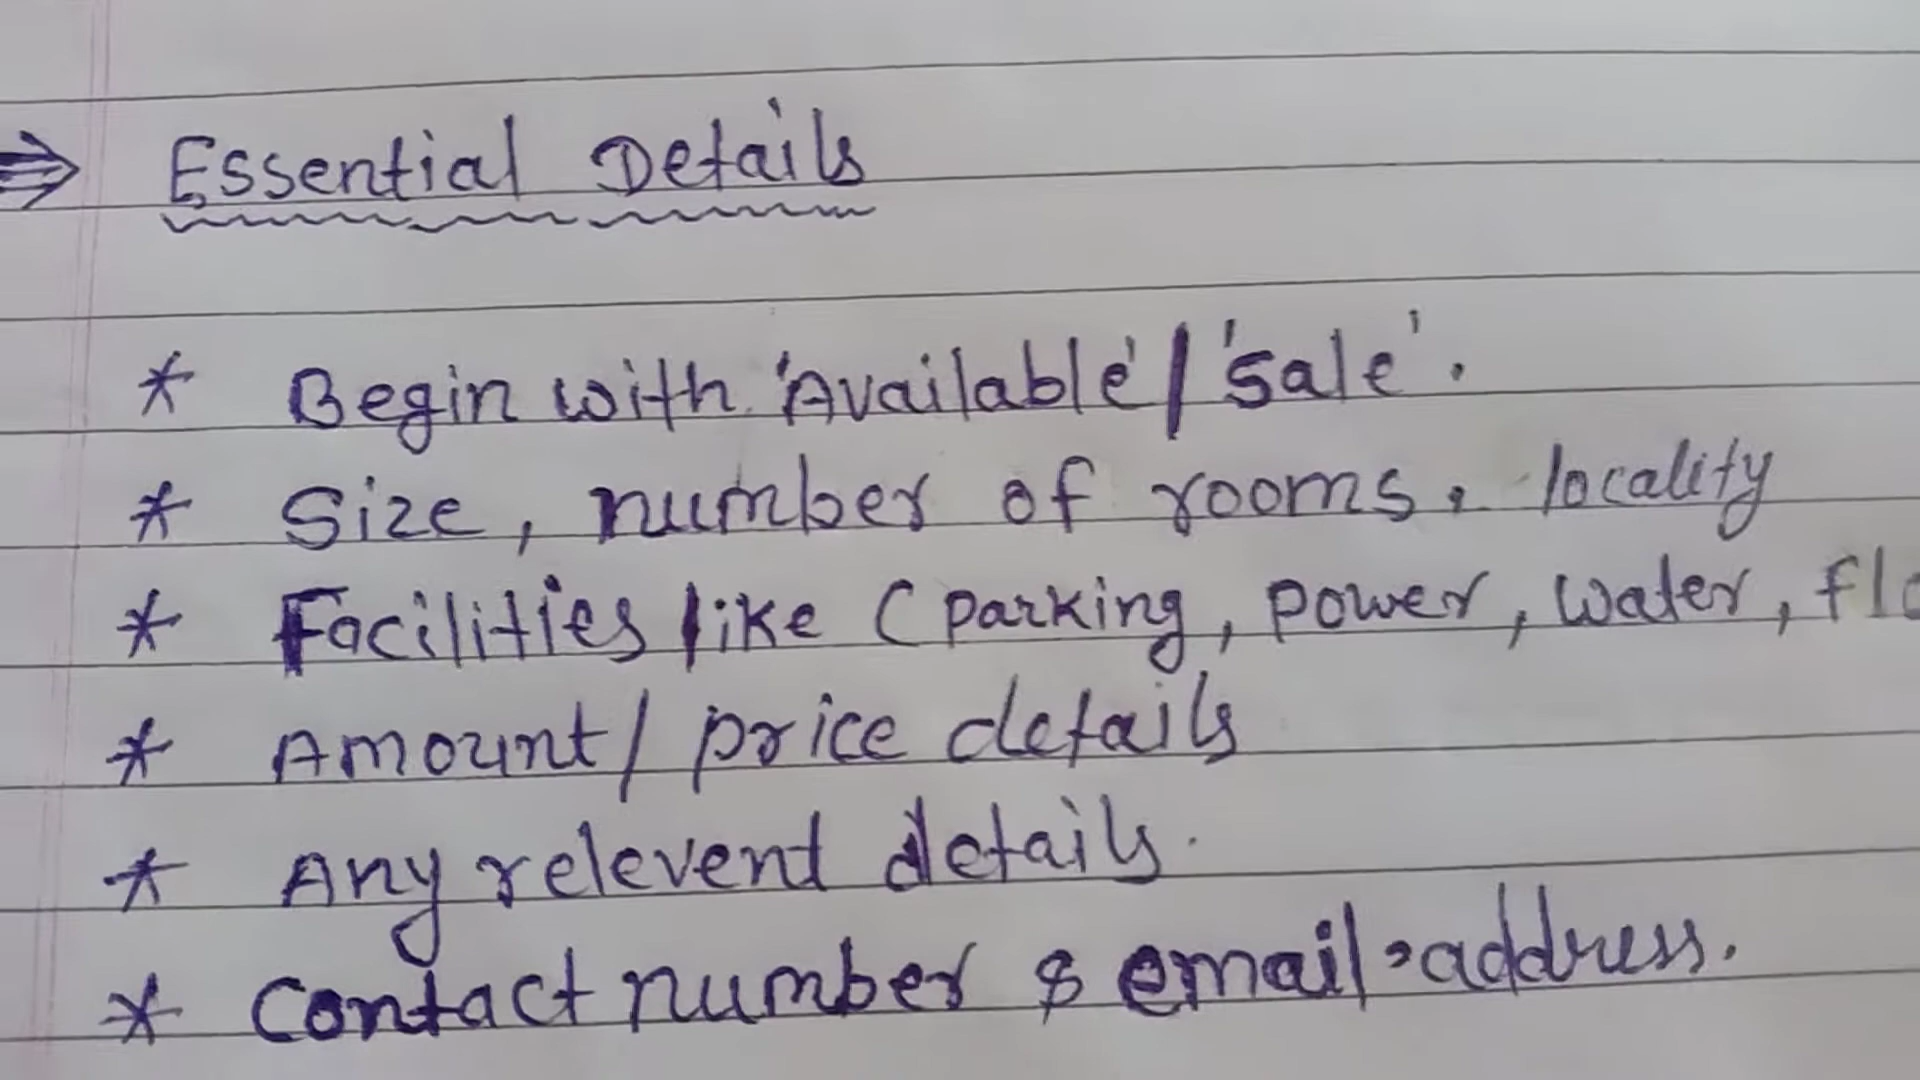 ⇒ Essential Details
* Begin with 'Available' / 'Sale'.
* Size, number of rooms, locality
* Facilities like (parking, power, water,
* Amount / price details
* Any relevent details.
* Contact number & email, address.